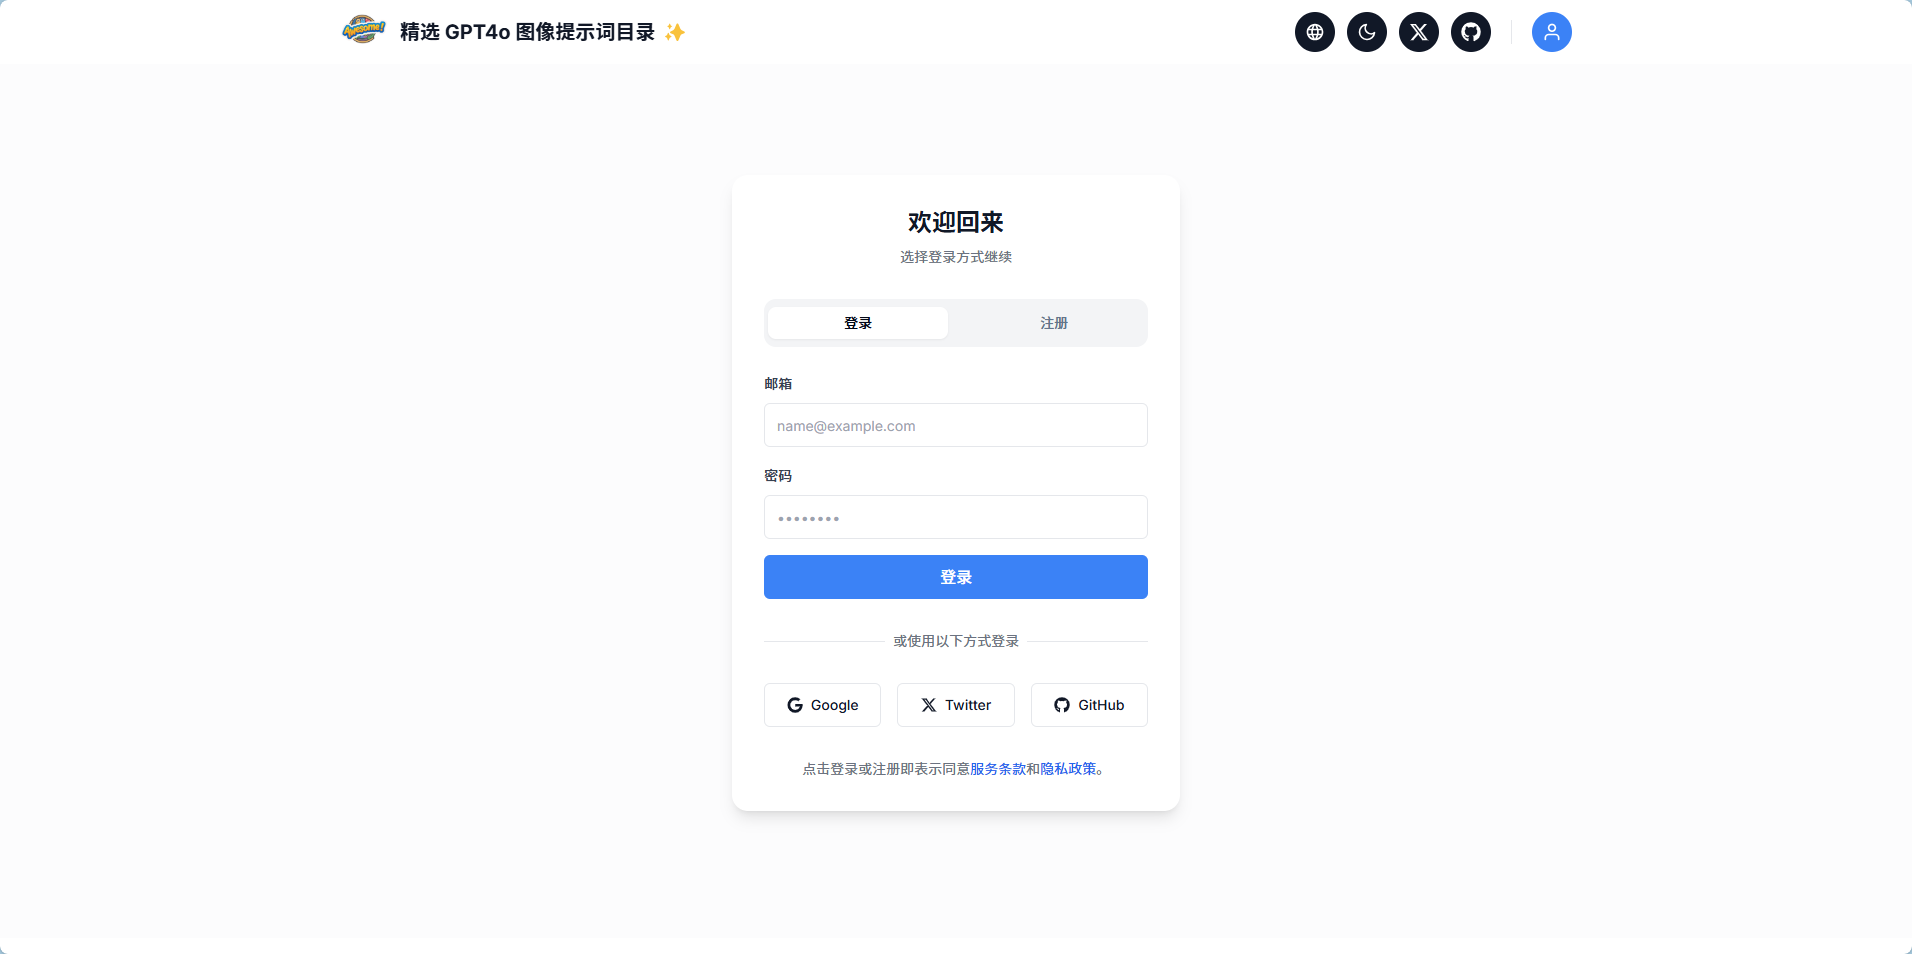 Awesome!
精选 GPT4o 图像提示词目录 ✨
欢迎回来
选择登录方式继续
登录
注册
邮箱
name@example.com
密码
••••••••
登录
或使用以下方式登录
Google
Twitter
GitHub
点击登录或注册即表示同意服务条款和隐私政策。